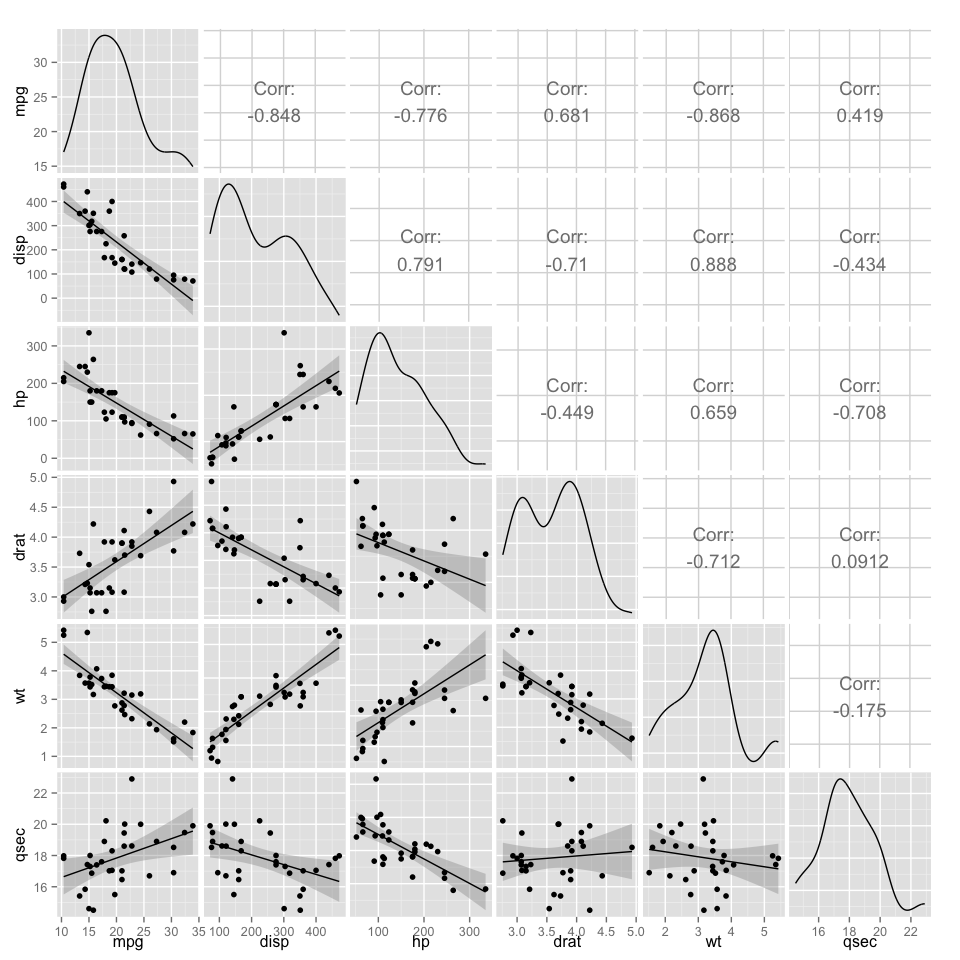 mpg
30
25
20
15
Corr:
-0.848
Corr:
-0.776
Corr:
0.681
Corr:
-0.868
Corr:
0.419
disp
400
300
200
100
0
Corr:
0.791
Corr:
-0.71
Corr:
0.888
Corr:
-0.434
hp
300
200
100
0
Corr:
-0.449
Corr:
0.659
Corr:
-0.708
drat
5.0
4.5
4.0
3.5
3.0
Corr:
-0.712
Corr:
0.0912
wt
5
4
3
2
1
Corr:
-0.175
qsec
22
20
18
16
10 15 20 25 30 35 100 200 300 400 100 200 300 3.0 3.5 4.0 4.5 5.0 2 3 4 5 16 18 20 22
mpg disp hp drat wt qsec